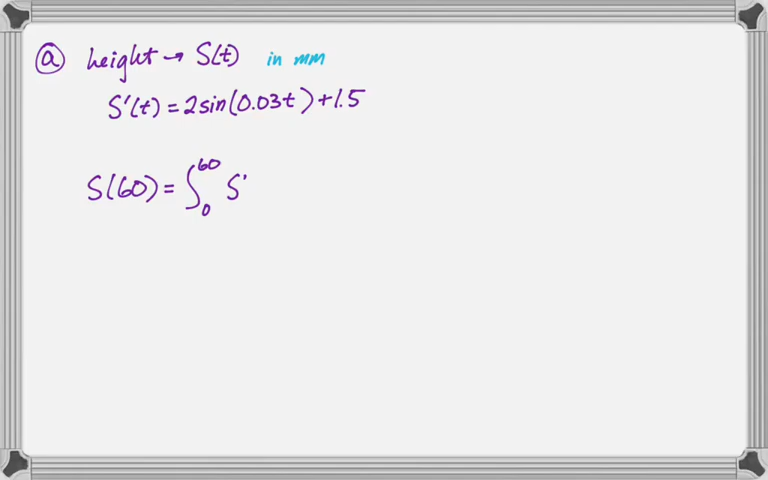 ⓐ height → S(t) in mm
S'(t) = 2sin(0.03t) + 1.5
S(60) = ∫₀⁶⁰ S'